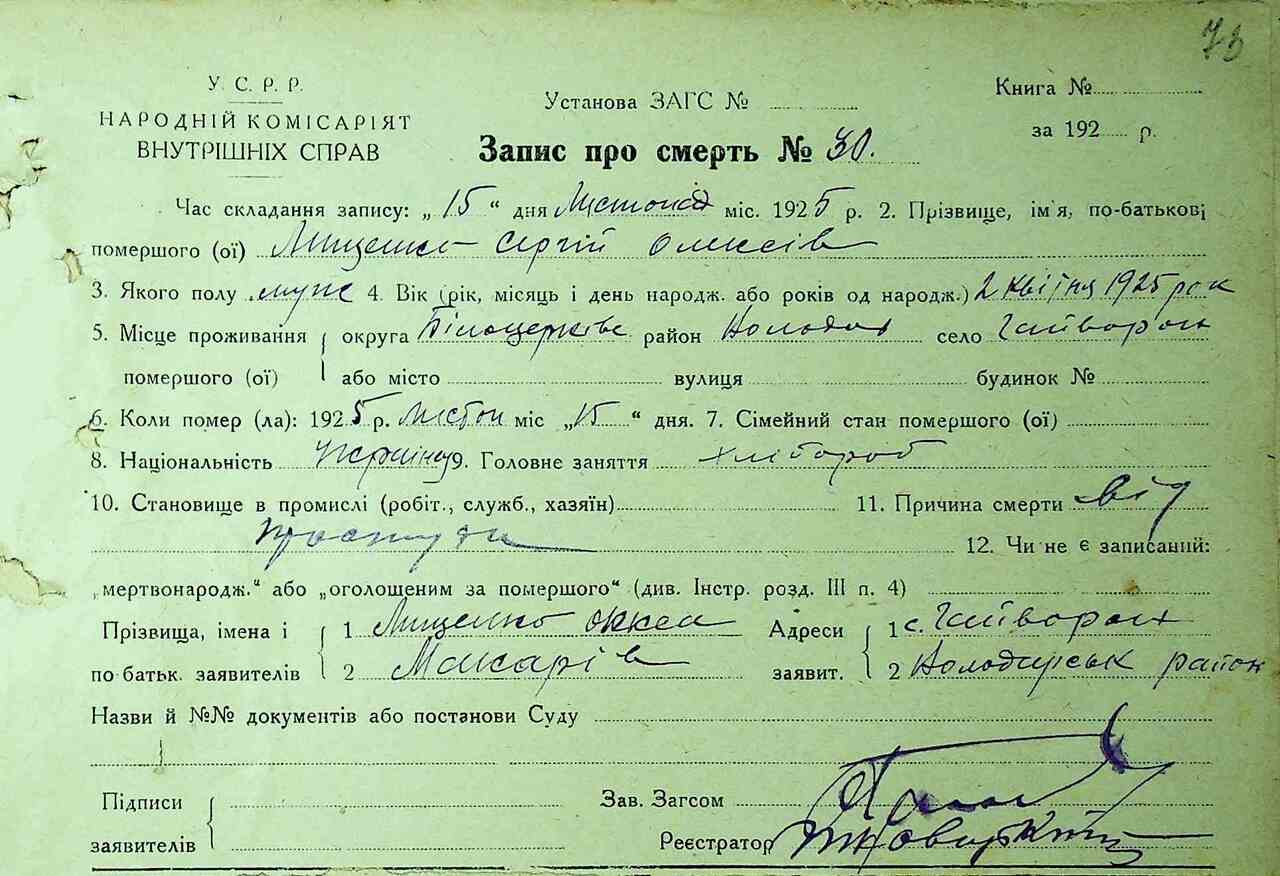 73
У. С. Р. Р.
НАРОДНІЙ КОМІСАРІЯТ
ВНУТРІШНІХ СПРАВ
Установа ЗАГС №
Книга №
за 192 р.
Запис про смерть № 30.
Час складання запису: „ 15 “ дня Листопад міс. 1925 р. 2. Прізвище, ім'я, по-батькові
помершого (ої) Лищенко Сергій Олексів
3. Якого полу муж 4. Вік (рік, місяць і день народж. або років од народж.) 2 квітня 1925 рок
5. Місце проживання округа Білоцерківс район Володар село Гайворон
помершого (ої) або місто вулиця будинок №
6. Коли помер (ла): 1925 р. Листоп міс „15 “ дня. 7. Сімейний стан помершого (ої)
8. Національність Українец 9. Головне заняття хлібороб
10. Становище в промислі (робіт., служб., хазяїн) 11. Причина смерти від
простуди 12. Чи не є записаний:
„мертвонародж.“ або „оголошеним за помершого“ (див. Інстр. розд. III п. 4)
Прізвища, імена і 1 Лищенко Адреси 1 с. Гайворон
по батьк. заявителів 2 Макарів заявит. 2 Володарськ район
Назви й №№ документів або постанови Суду
Підписи Зав. Загсом
заявителів Реєстратор